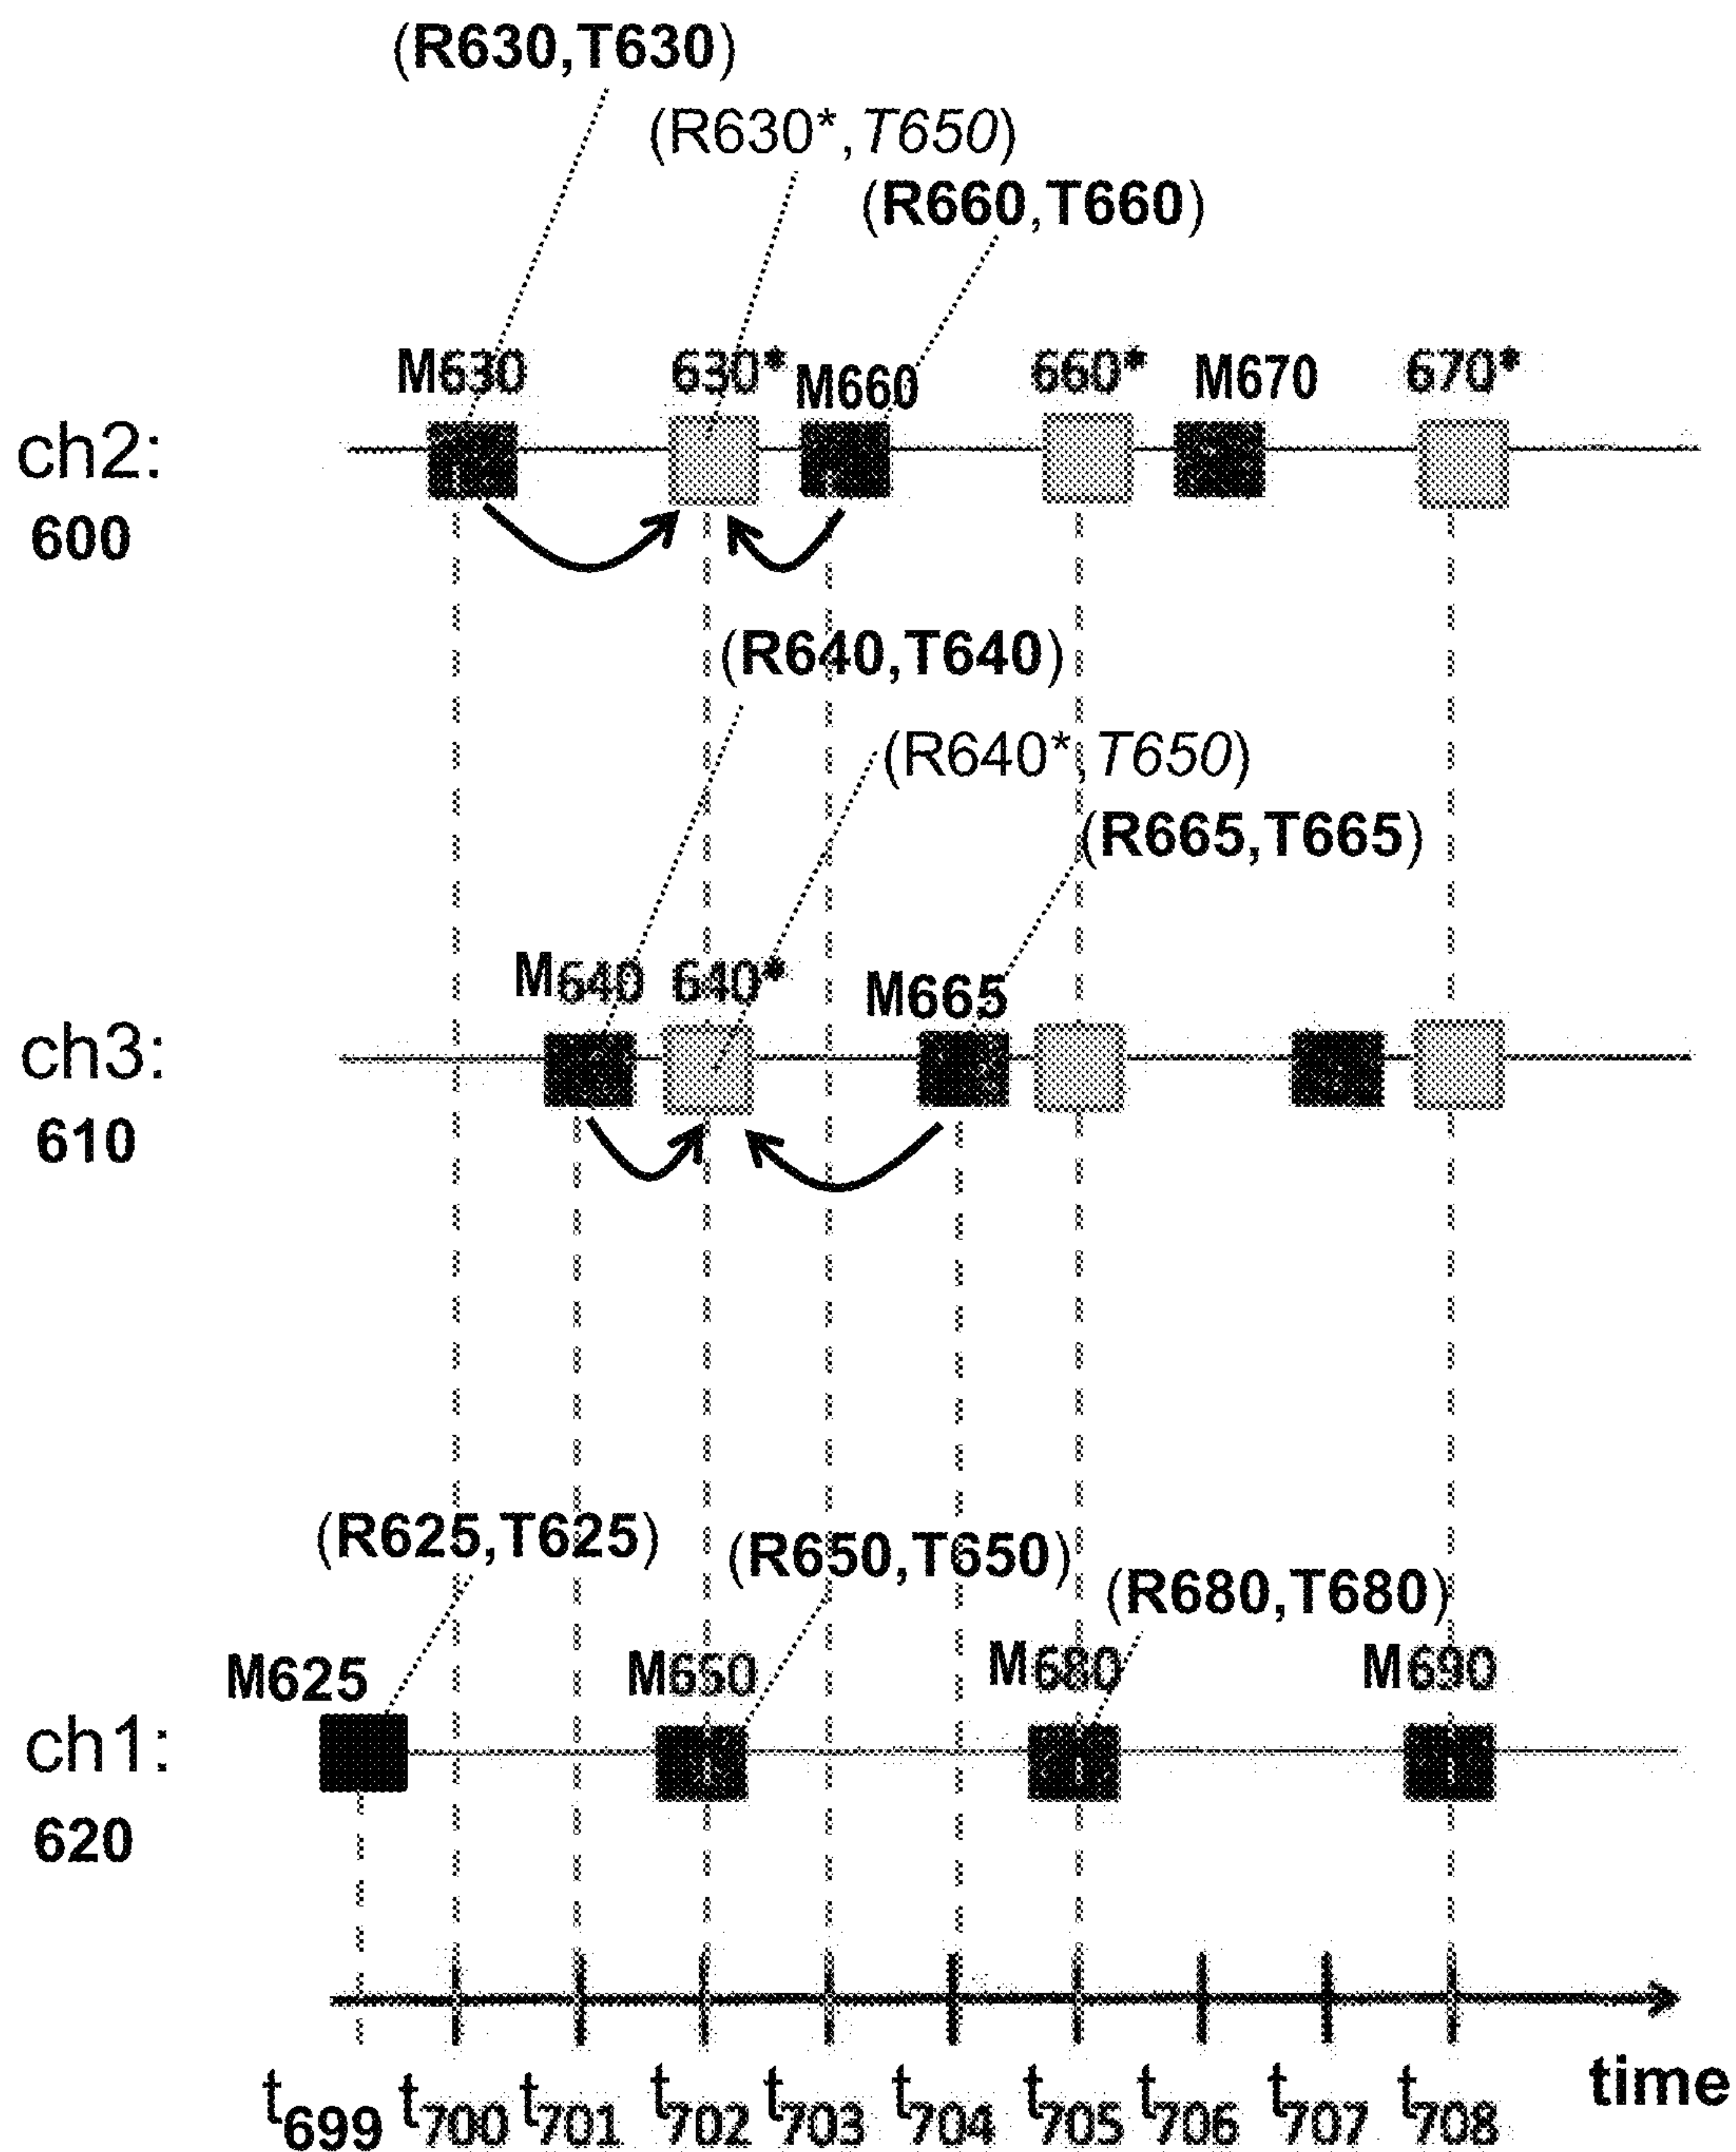 (R630,T630)
(R630*,T650)
(R660,T660)
M630 630* M660 660* M670 670*
ch2:
600
(R640,T640)
(R640*,T650)
(R665,T665)
M640 640* M665
ch3:
610
(R625,T625) (R650,T650) (R680,T680)
M625 M650 M680 M690
ch1:
620
t699 t700 t701 t702 t703 t704 t705 t706 t707 t708 time